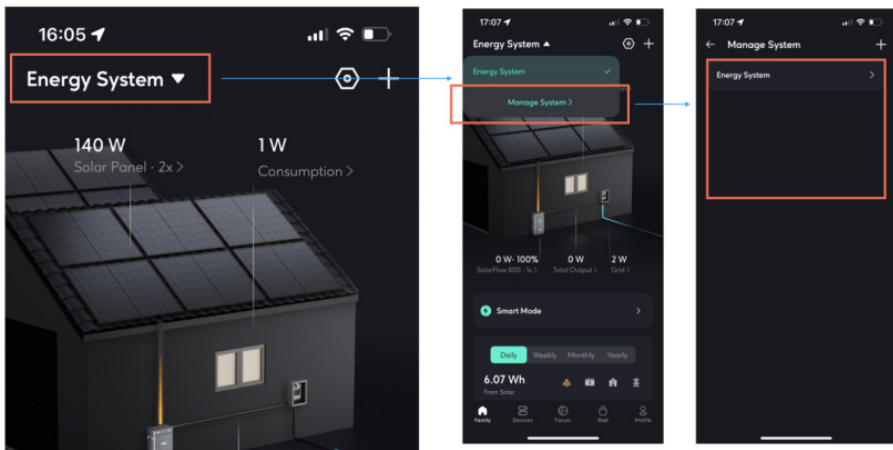 16:05
Energy System ▼
140 W
Solar Panel · 2x >
1 W
Consumption >
17:07
Energy System ▲
Energy System ✓
Manage System >
0 W· 100%
SolarFlow 800 · 1x >
0 W
Total Output >
2 W
Grid >
Smart Mode >
Daily Weekly Monthly Yearly
6.07 Wh
From Solar
Family Devices Forum Mall Profile
17:07
← Manage System +
Energy System >